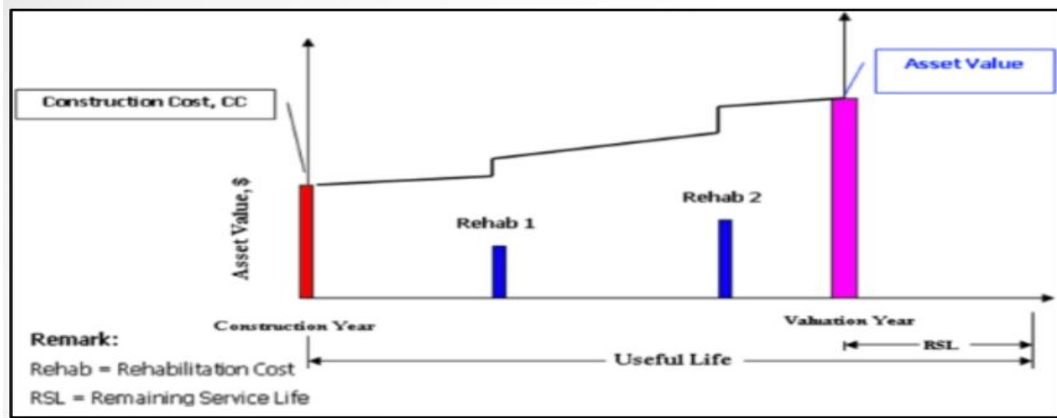 Asset Value
Construction Cost, CC
Asset Value, $
Rehab 1
Rehab 2
Construction Year
Valuation Year
Remark:
RSL
Useful Life
Rehab = Rehabilitation Cost
RSL = Remaining Service Life